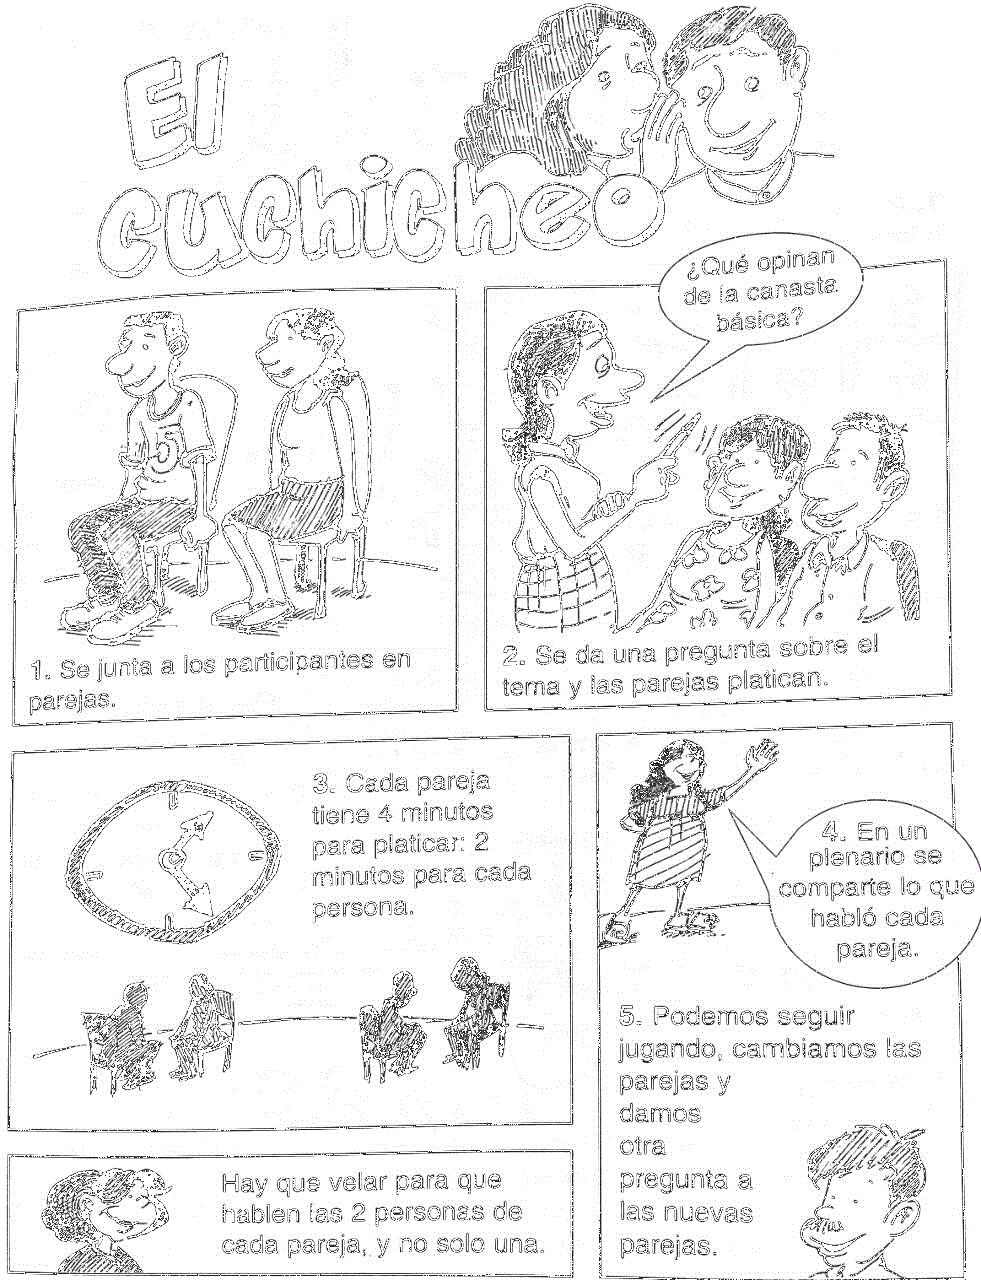 El
cuchicheo
¿Qué opinan
de la canasta
básica?
1. Se junta a los participantes en
parejas.
2. Se da una pregunta sobre el
tema y las parejas platican.
3. Cada pareja
tiene 4 minutos
para platicar: 2
minutos para cada
persona.
4. En un
plenario se
comparte lo que
habló cada
pareja.
5. Podemos seguir
jugando, cambiamos las
parejas y
damos
otra
pregunta a
las nuevas
parejas.
Hay que velar para que
hablen las 2 personas de
cada pareja, y no solo una.
5